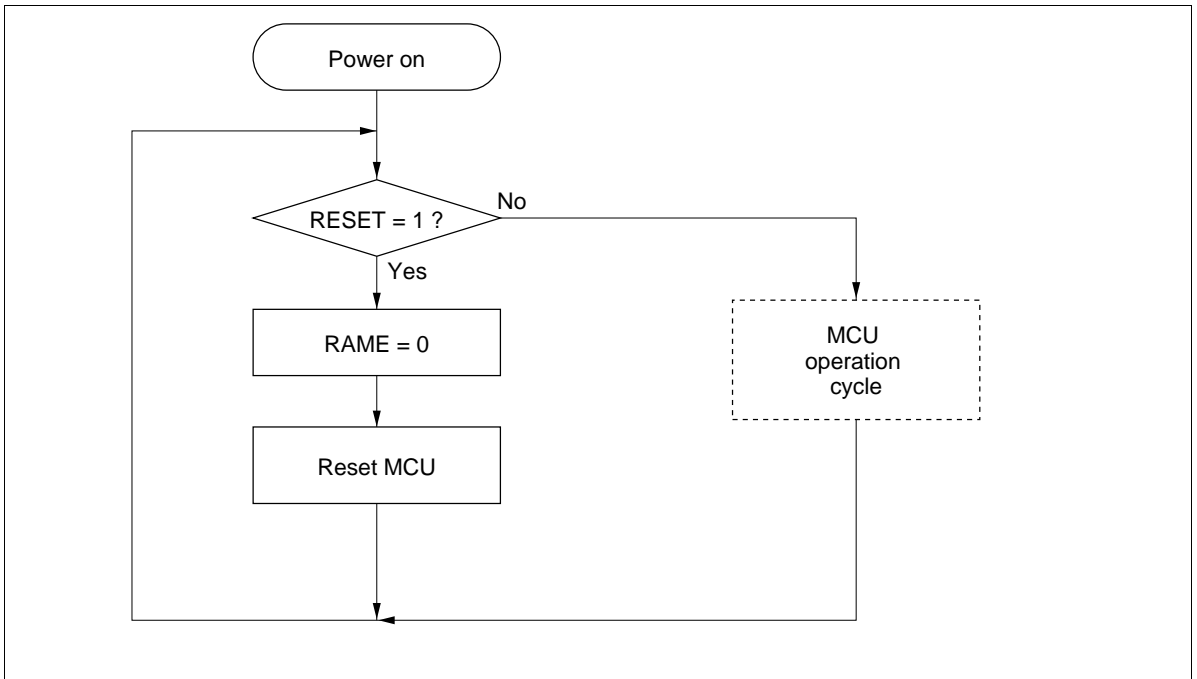 Power on
RESET = 1 ?
No
Yes
RAME = 0
MCU
operation
cycle
Reset MCU